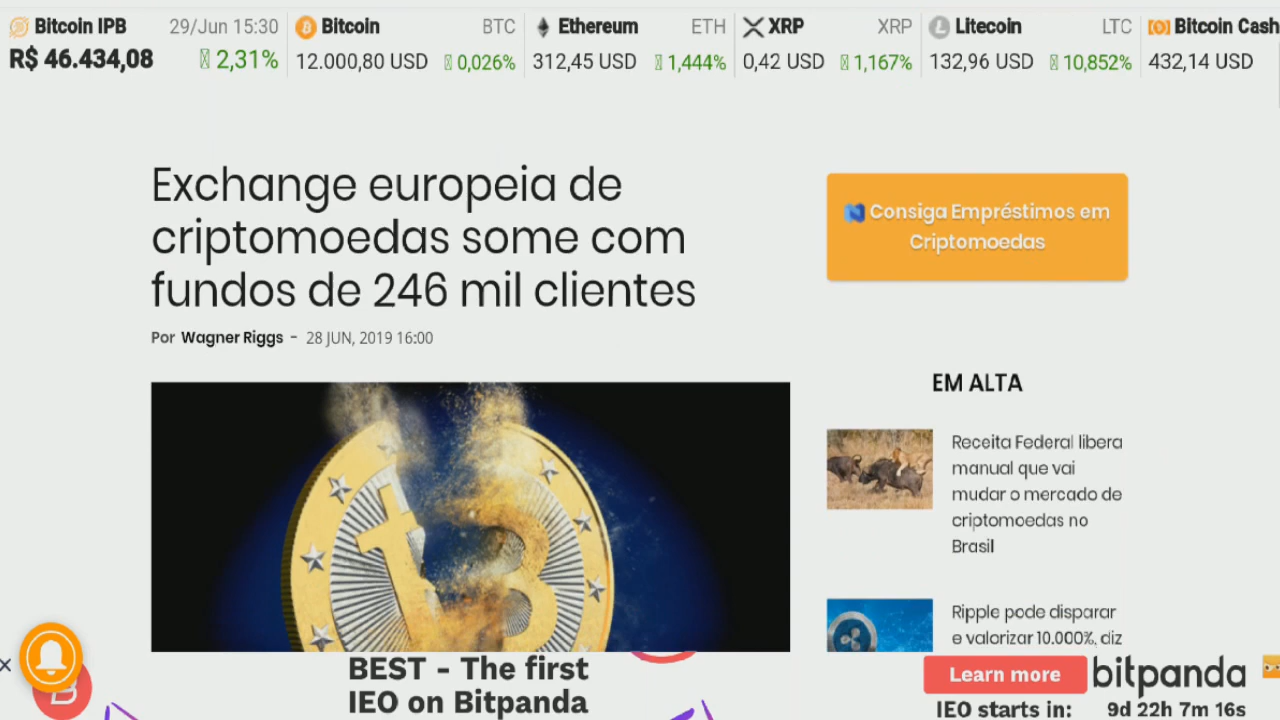 Bitcoin IPB 29/Jun 15:30 Bitcoin BTC Ethereum ETH XRP XRP Litecoin LTC Bitcoin Cash
R$ 46.434,08 2,31% 12.000,80 USD 0,026% 312,45 USD 1,444% 0,42 USD 1,167% 132,96 USD 10,852% 432,14 USD
Exchange europeia de
criptomoedas some com
fundos de 246 mil clientes
Por Wagner Riggs - 28 JUN, 2019 16:00
Consiga Empréstimos em
Criptomoedas
EM ALTA
Receita Federal libera
manual que vai
mudar o mercado de
criptomoedas no
Brasil
Ripple pode disparar
e valorizar 10.000%, diz
BEST - The first
IEO on Bitpanda
Learn more bitpanda
IEO starts in: 9d 22h 7m 16s